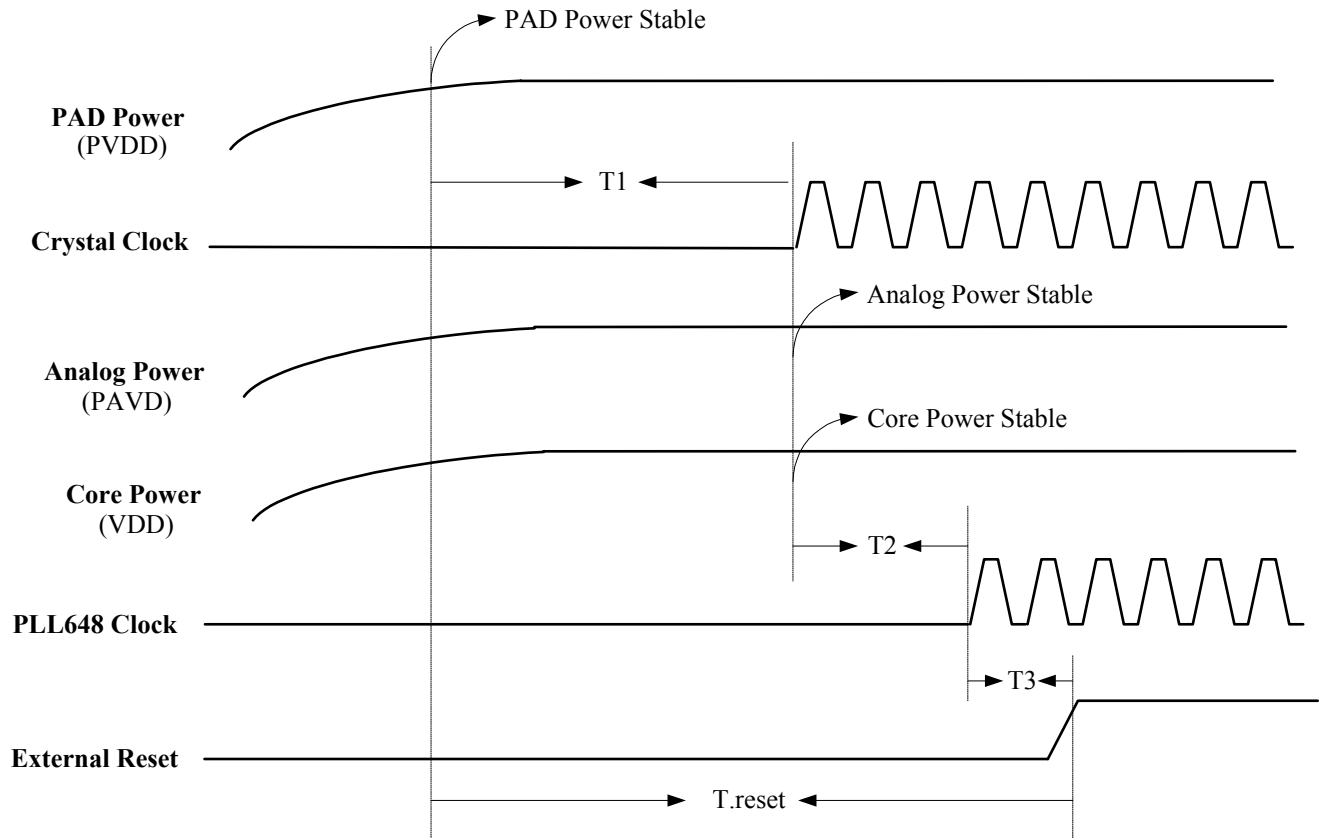 PAD Power Stable
PAD Power
(PVDD)
T1
Crystal Clock
Analog Power Stable
Analog Power
(PAVD)
Core Power Stable
Core Power
(VDD)
T2
PLL648 Clock
T3
External Reset
T.reset